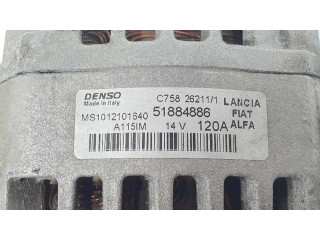 DENSO C758 26211/1 LANCIA
Made in Italy 51884886 FIAT
MS1012101640 ALFA
A115IM 14 V 120A